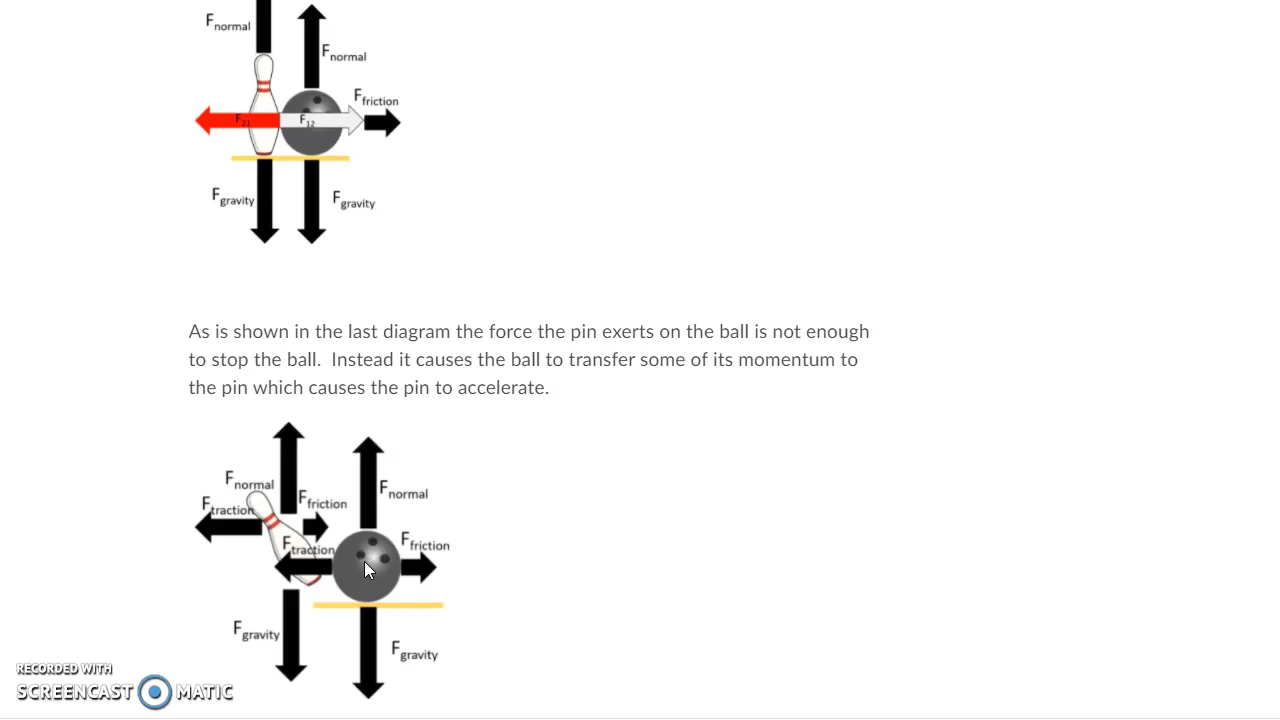 Fnormal
Fnormal
Ffriction
F21
F12
Fgravity
Fgravity
As is shown in the last diagram the force the pin exerts on the ball is not enough
to stop the ball.  Instead it causes the ball to transfer some of its momentum to
the pin which causes the pin to accelerate.
Fnormal
Fnormal
Ftraction
Ffriction
Ftraction
Ffriction
Fgravity
Fgravity
RECORDED WITH
SCREENCAST MATIC